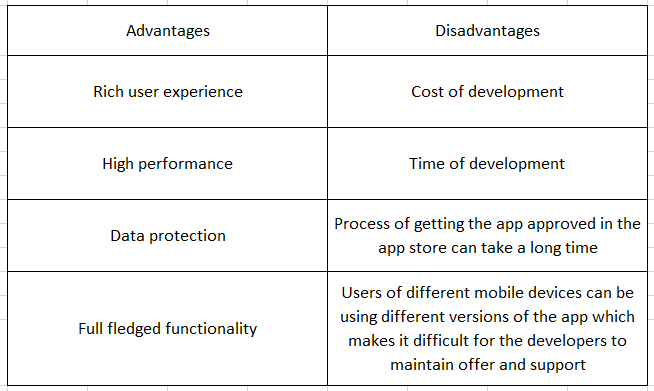 Advantages
Disadvantages
Rich user experience
Cost of development
High performance
Time of development
Data protection
Process of getting the app approved in the
app store can take a long time
Full fledged functionality
Users of different mobile devices can be
using different versions of the app which
makes it difficult for the developers to
maintain offer and support